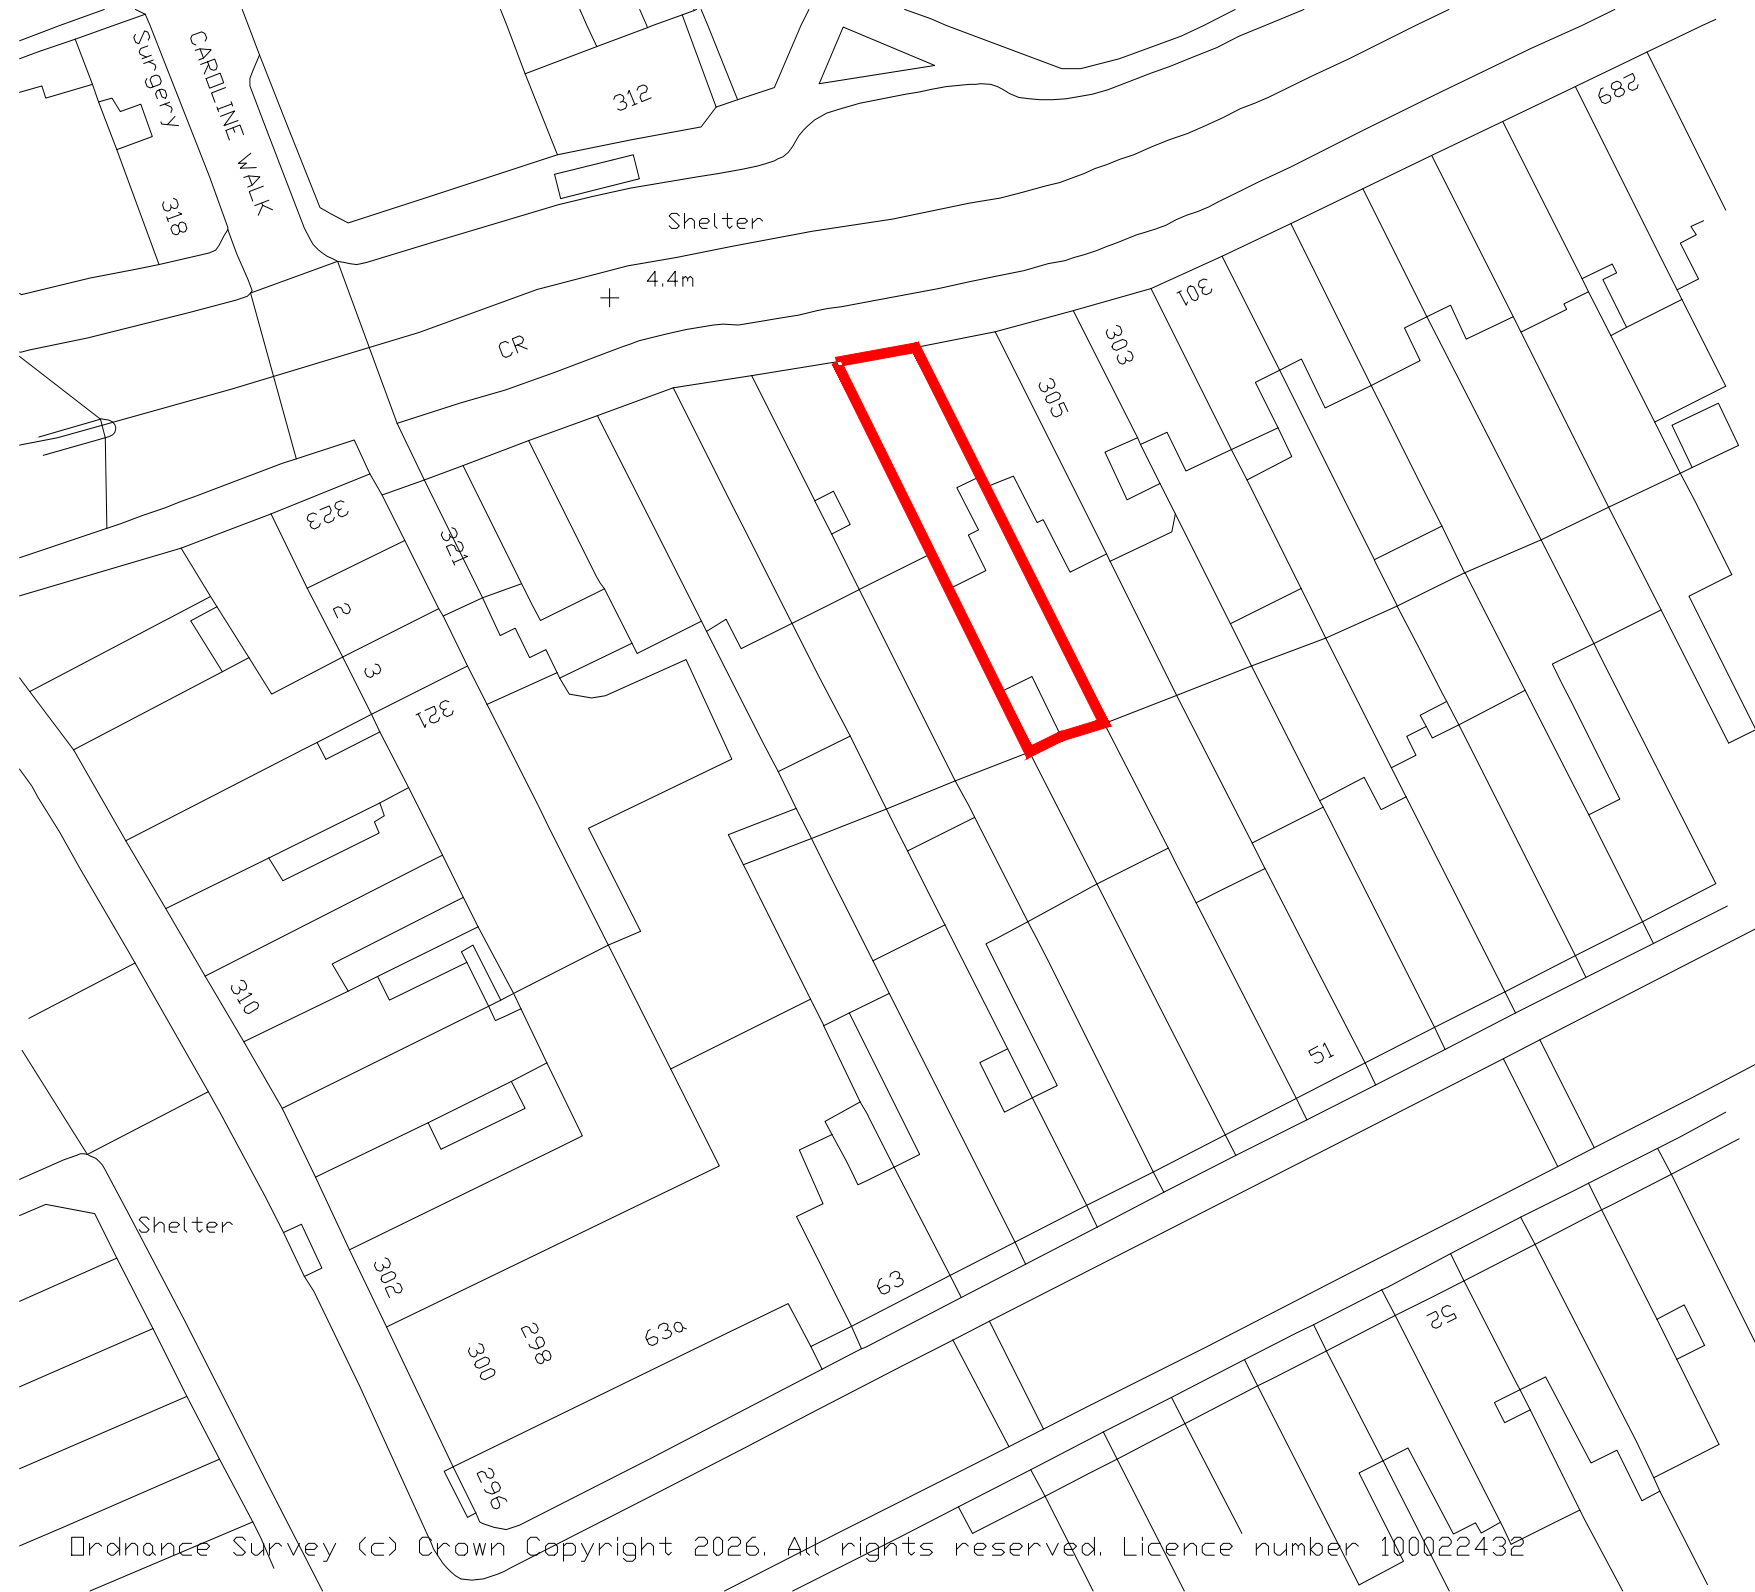 Surgery
CAROLINE WALK
318
312
289
Shelter
4.4m
CR
301
303
305
323
321
2
3
321
310
51
Shelter
302
63
63a
298
300
52
296
Ordnance Survey (c) Crown Copyright 2026. All rights reserved. Licence number 100022432